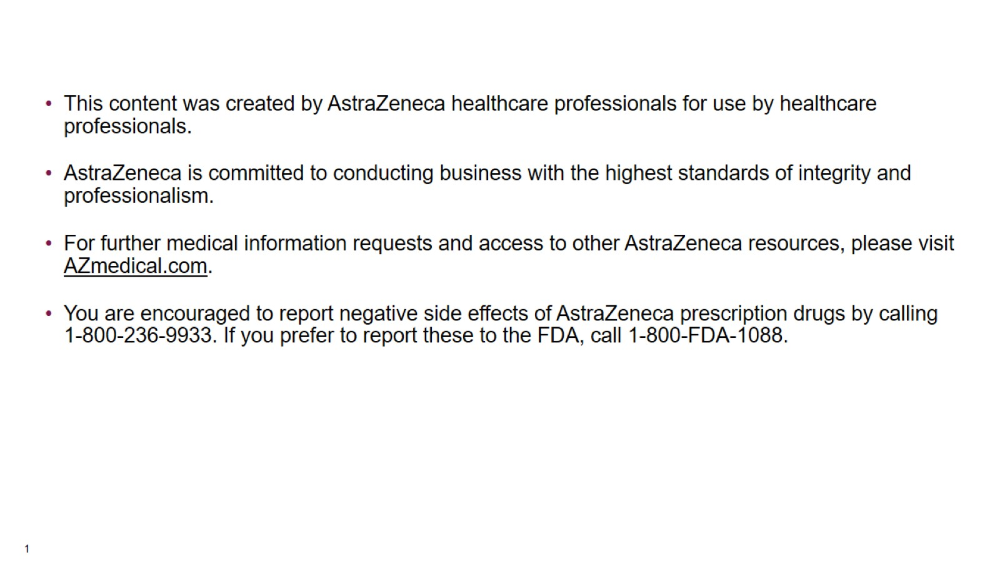 • This content was created by AstraZeneca healthcare professionals for use by healthcare
professionals.
• AstraZeneca is committed to conducting business with the highest standards of integrity and
professionalism.
• For further medical information requests and access to other AstraZeneca resources, please visit
AZmedical.com.
• You are encouraged to report negative side effects of AstraZeneca prescription drugs by calling
1-800-236-9933. If you prefer to report these to the FDA, call 1-800-FDA-1088.
1